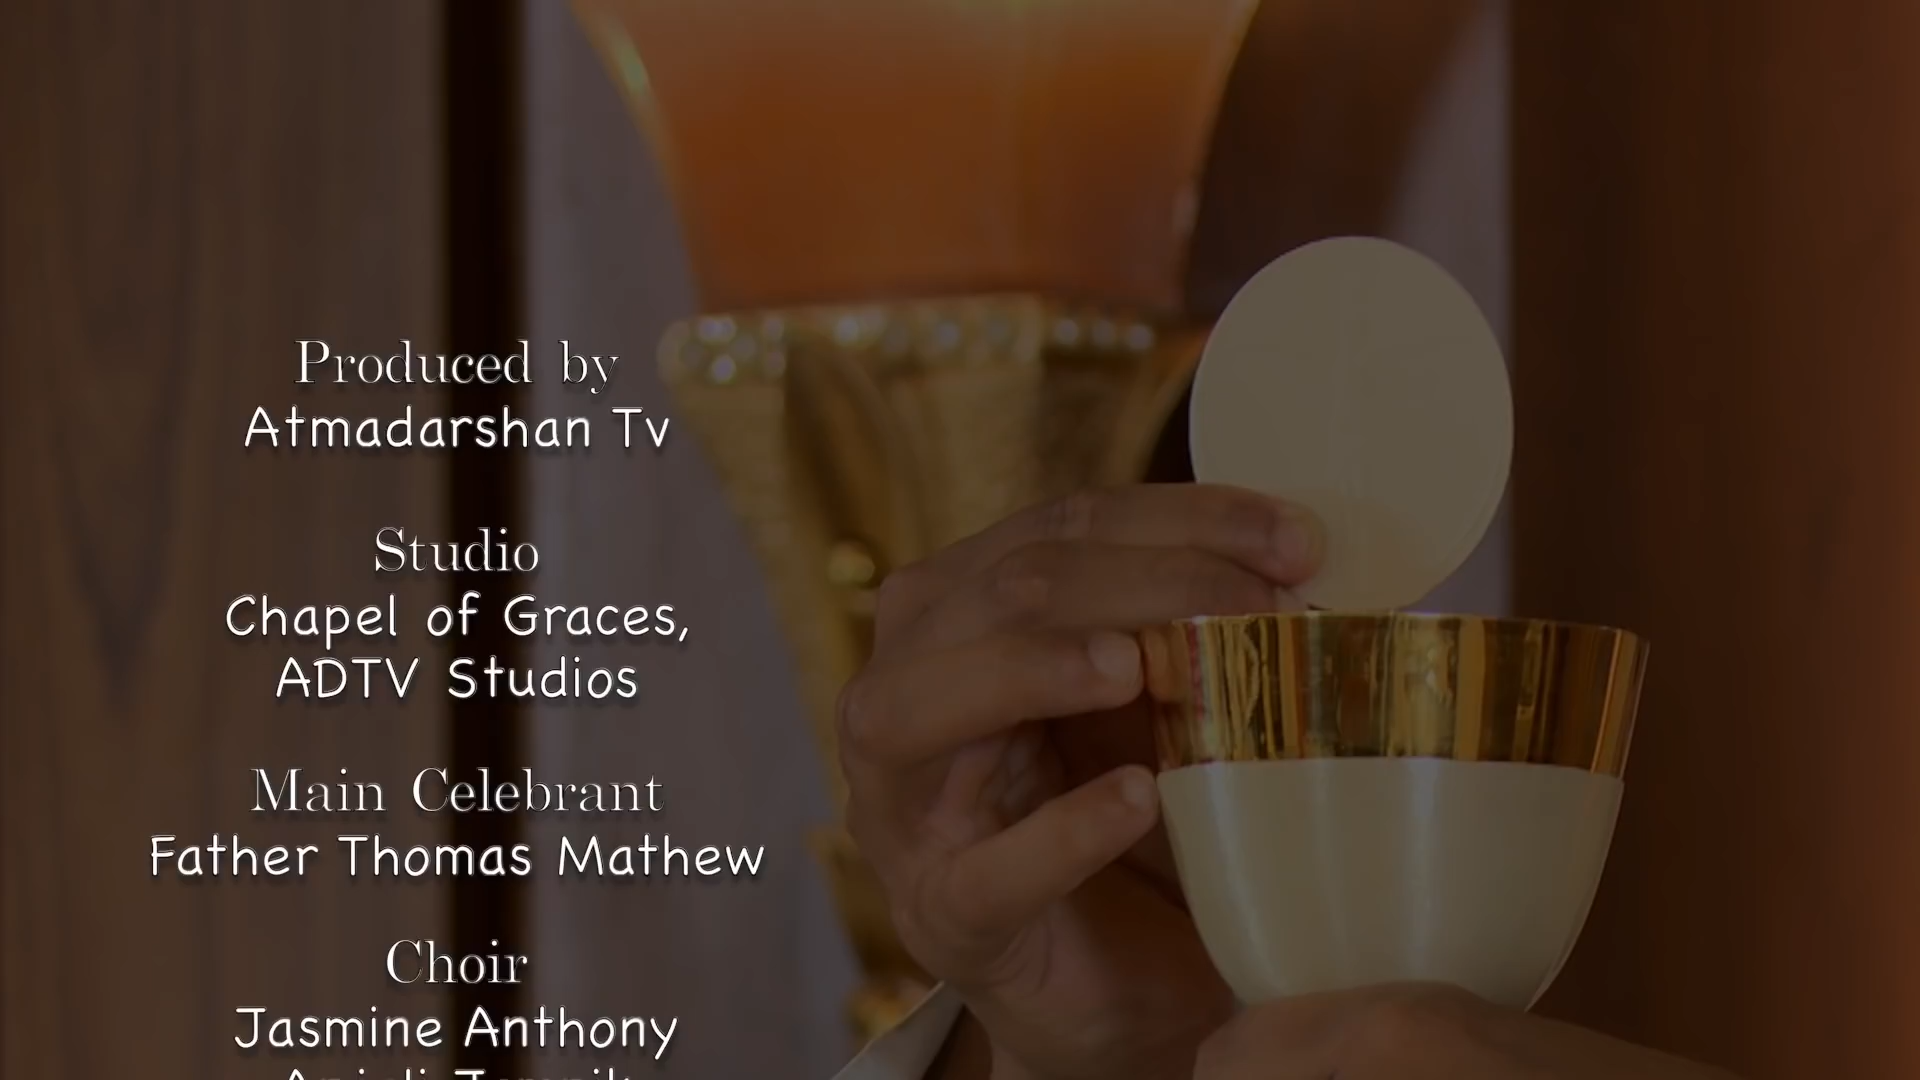 Produced by
Atmadarshan Tv
Studio
Chapel of Graces,
ADTV Studios
Main Celebrant
Father Thomas Mathew
Choir
Jasmine Anthony